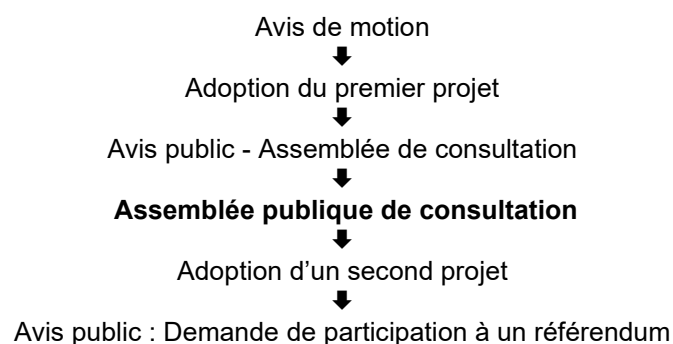 Avis de motion
Adoption du premier projet
Avis public - Assemblée de consultation
Assemblée publique de consultation
Adoption d’un second projet
Avis public : Demande de participation à un référendum